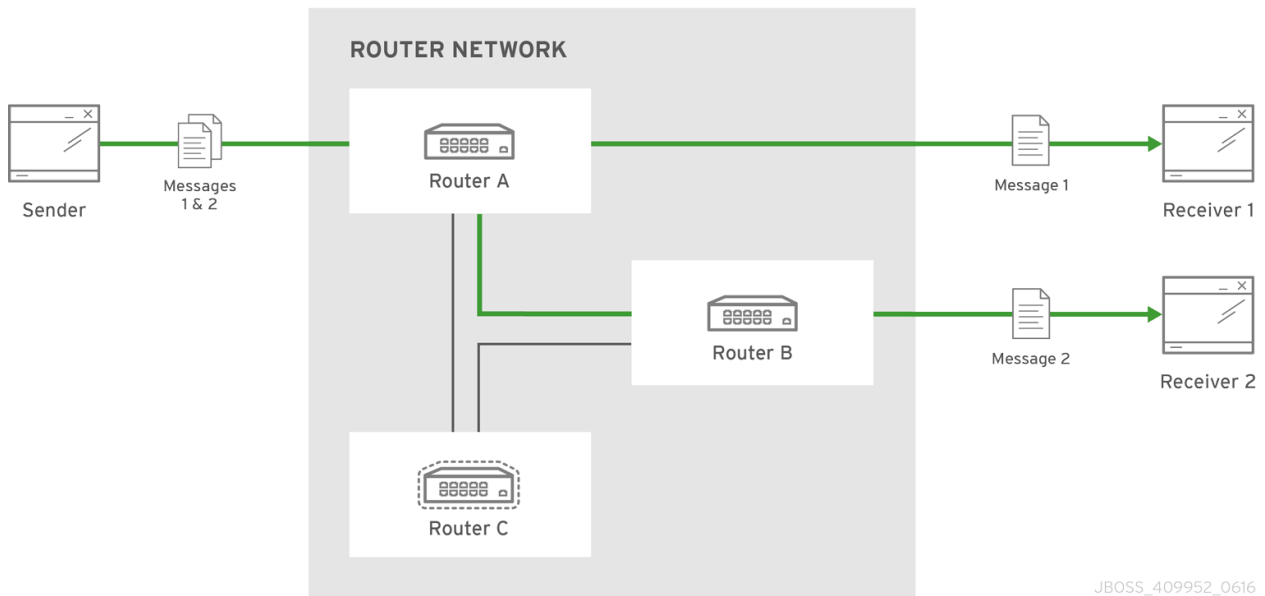 ROUTER NETWORK
Router A
Messages
1 & 2
Message 1
Sender
Receiver 1
Router B
Message 2
Receiver 2
Router C
JBOSS_409952_0616